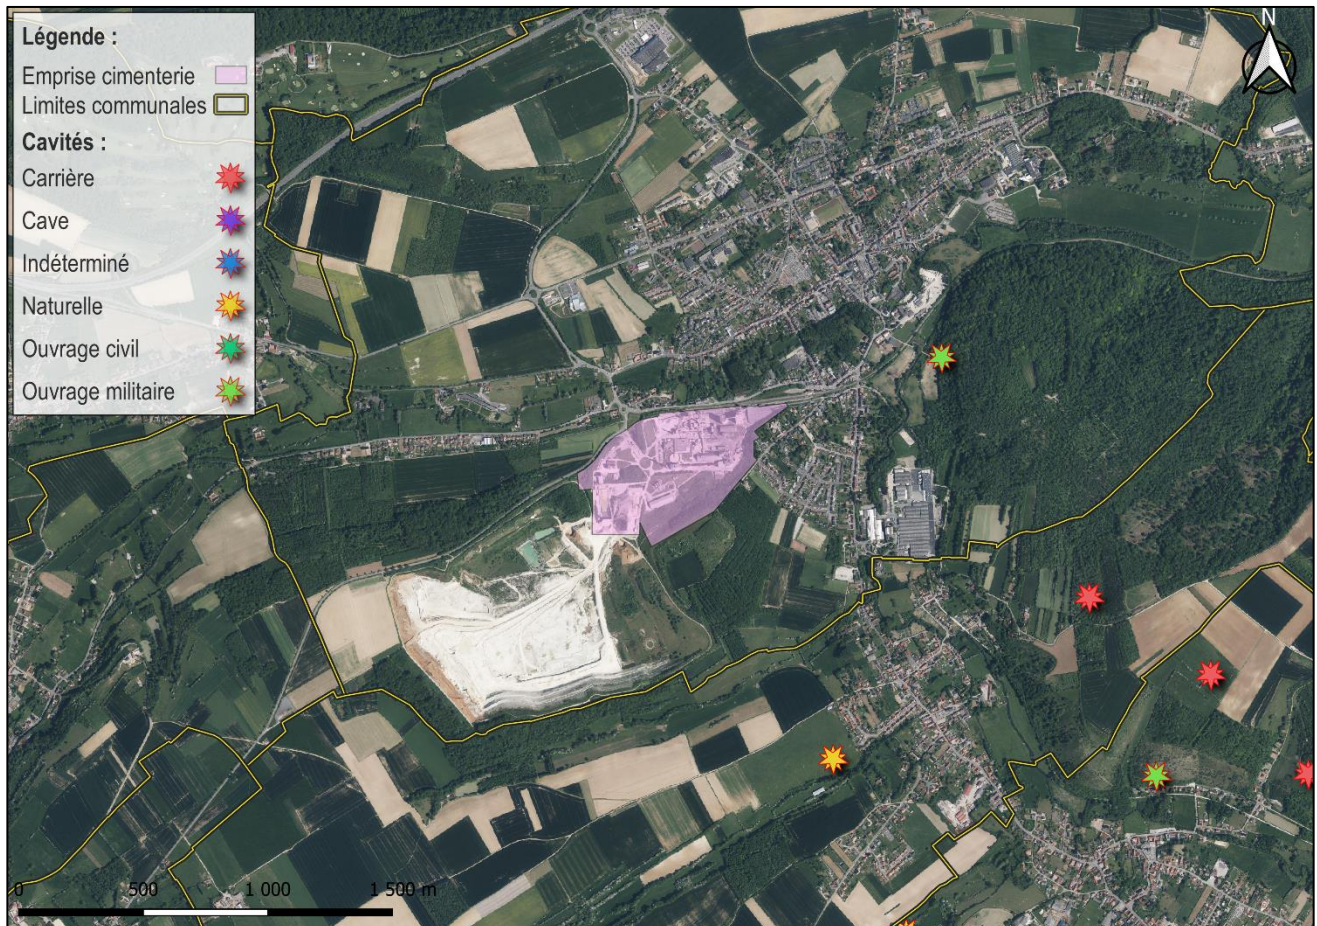 Légende :
Emprise cimenterie
Limites communales
Cavités :
Carrière
Cave
Indéterminé
Naturelle
Ouvrage civil
Ouvrage militaire
N
0 500 1 000 1 500 m